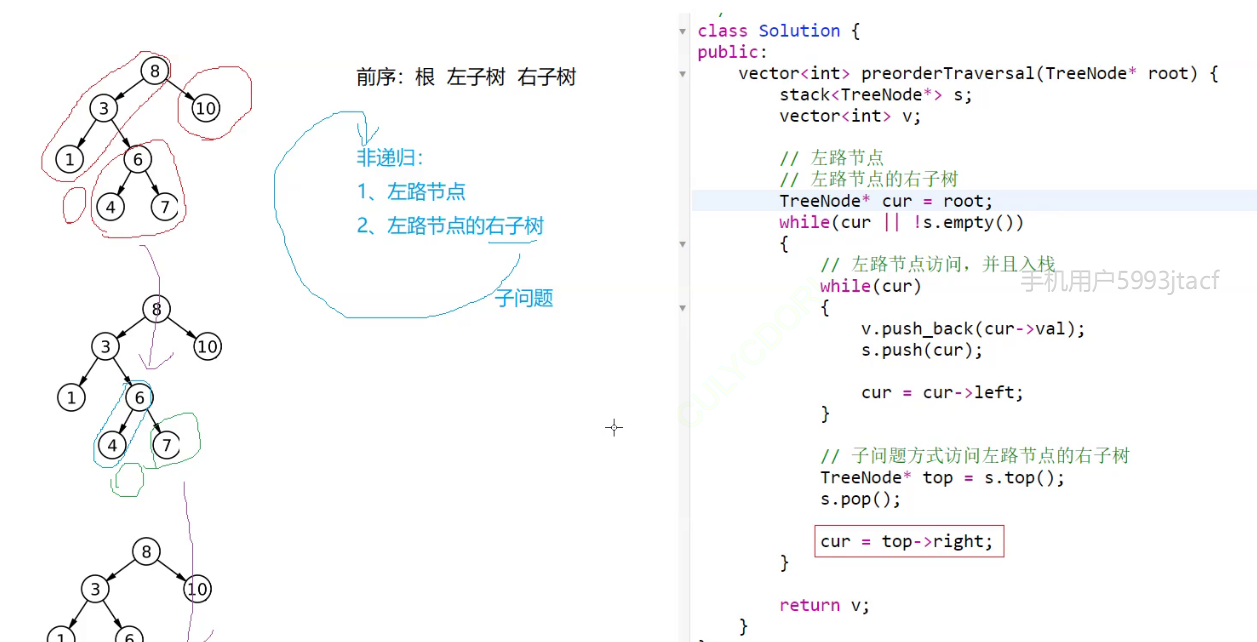 8
3
10
1
6
4
7
前序：根 左子树 右子树
非递归：
1、左路节点
2、左路节点的右子树
子问题
8
3
10
1
6
4
7
8
3
10
1
6
class Solution {
public:
vector<int> preorderTraversal(TreeNode* root) {
stack<TreeNode*> s;
vector<int> v;
// 左路节点
// 左路节点的右子树
TreeNode* cur = root;
while(cur || !s.empty())
{
// 左路节点访问，并且入栈
while(cur)
{
v.push_back(cur->val);
s.push(cur);
cur = cur->left;
}
// 子问题方式访问左路节点的右子树
TreeNode* top = s.top();
s.pop();
cur = top->right;
}
return v;
}
手机用户5993jtacf